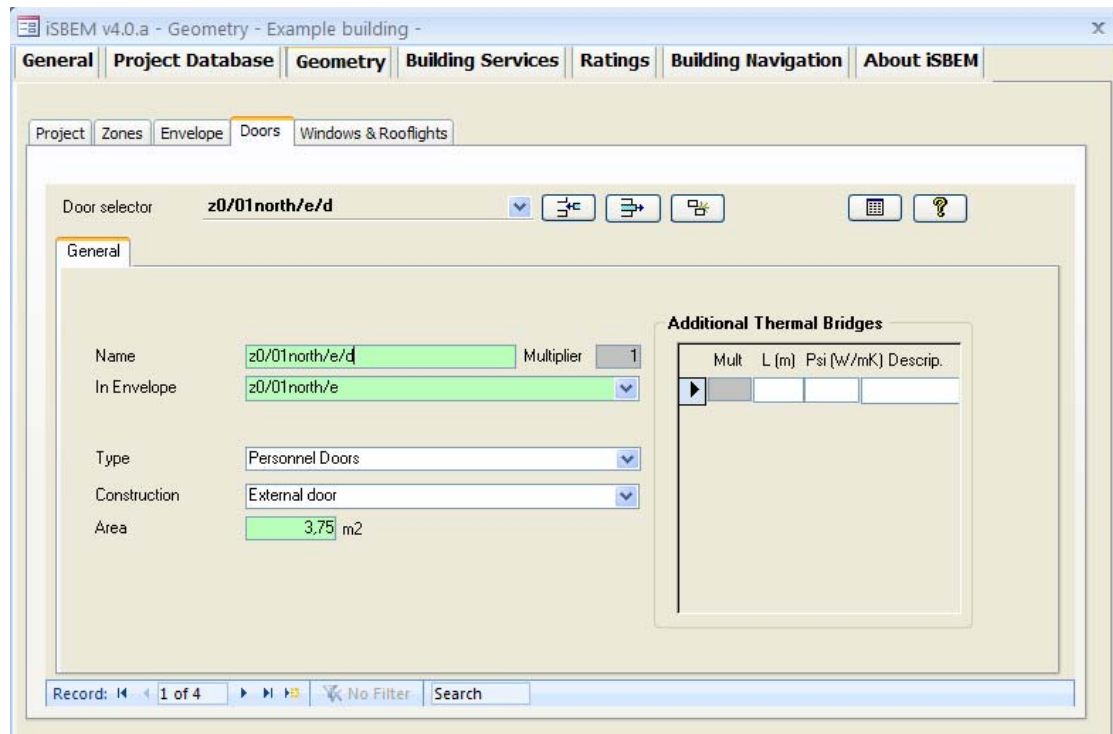 iSBEM v4.0.a - Geometry - Example building -
General Project Database Geometry Building Services Ratings Building Navigation About iSBEM
Project Zones Envelope Doors Windows & Rooflights
Door selector z0/01north/e/d
General
Additional Thermal Bridges
Name z0/01north/e/d Multiplier 1
Mult L (m) Psi (W/mK) Descrip.
In Envelope z0/01north/e
Type Personnel Doors
Construction External door
Area 3,75 m2
Record: 1 of 4 No Filter Search